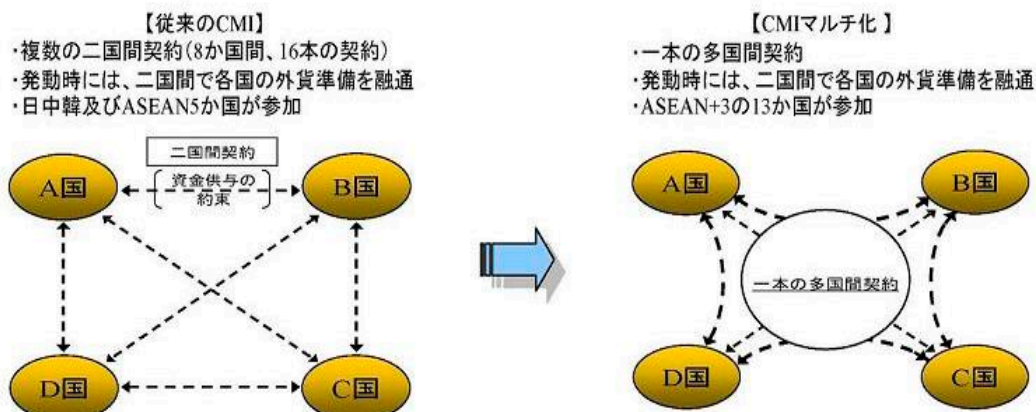 【従来のCMI】
・複数の二国間契約(8か国間、16本の契約)
・発動時には、二国間で各国の外貨準備を融通
・日中韓及びASEAN5か国が参加
二国間契約
資金供与の
約束
A国
B国
D国
C国
【CMIマルチ化】
・一本の多国間契約
・発動時には、二国間で各国の外貨準備を融通
・ASEAN+3の13か国が参加
A国
B国
一本の多国間契約
D国
C国